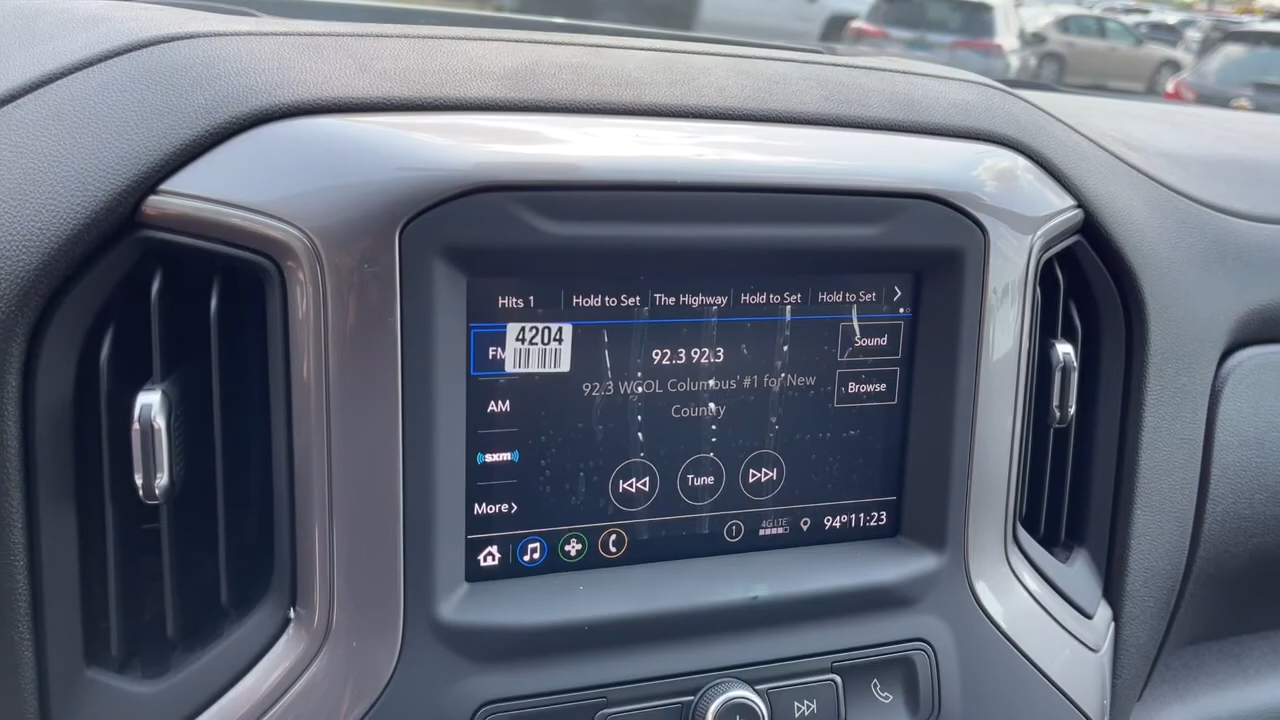 Hits 1
Hold to Set
The Highway
Hold to Set
Hold to Set
FM
4204
92.3 92.3
Sound
92.3 WCOL Columbus' #1 for New
Country
Browse
AM
sxm
More
Tune
1
4G LTE
94° 11:23